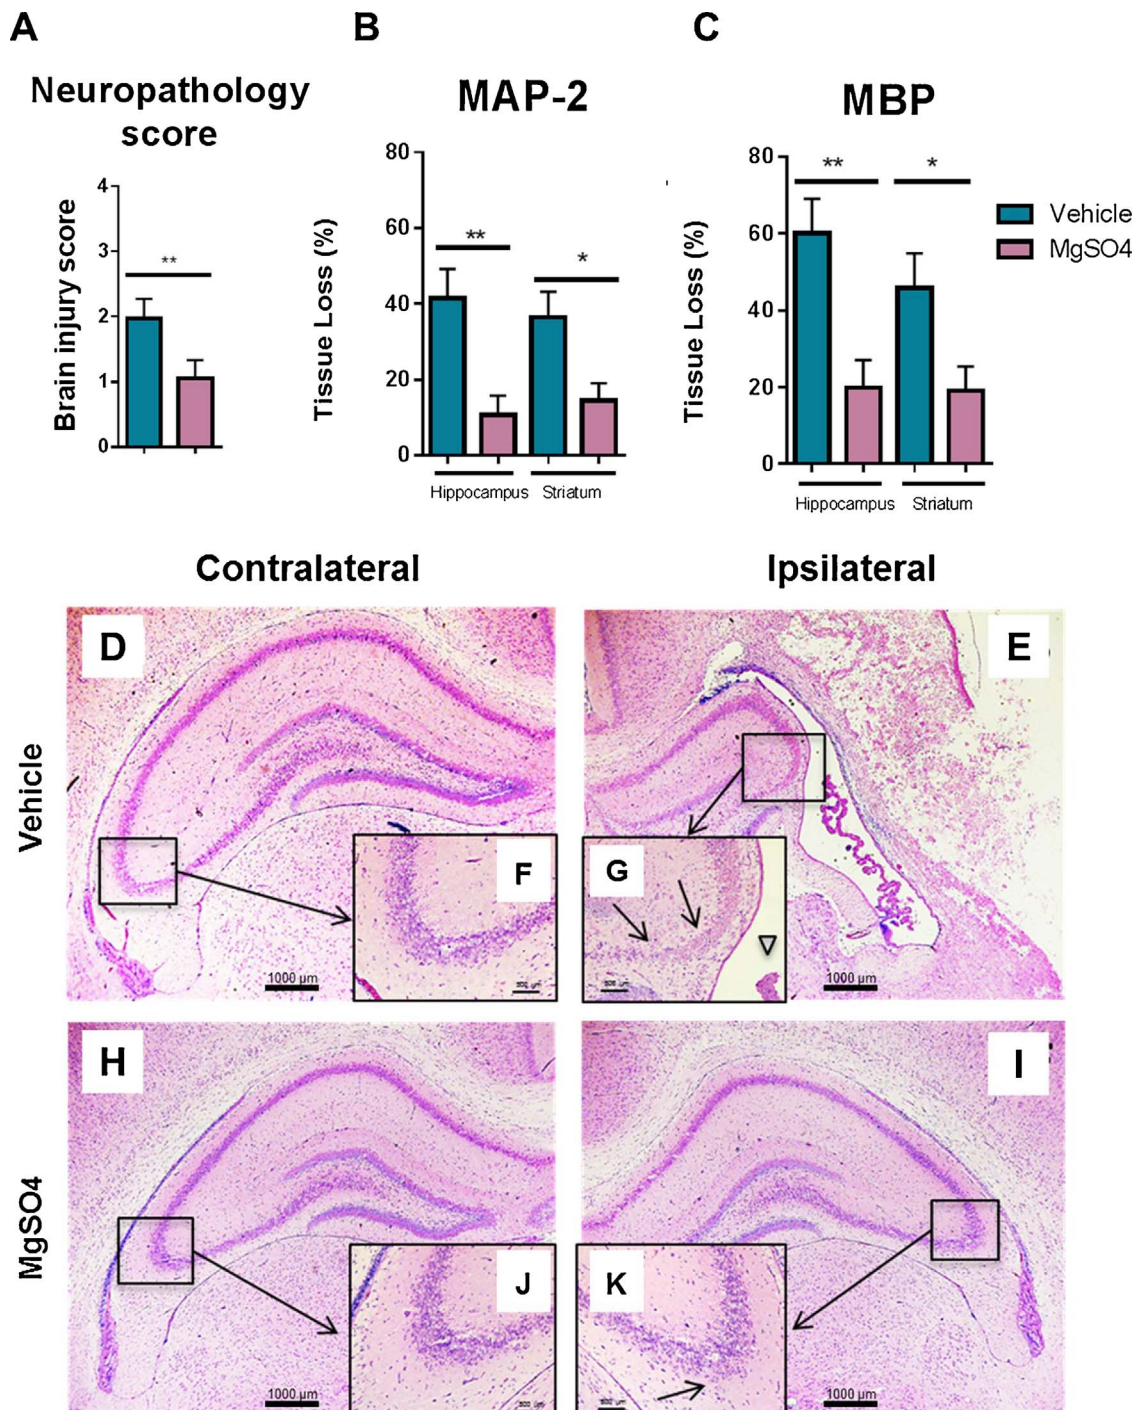 A
B
C
Neuropathology
score
MAP-2
MBP
Brain injury score
4
3
2
1
0
**
Tissue Loss (%)
80
60
40
20
0
**
*
Hippocampus
Striatum
Tissue Loss (%)
80
60
40
20
0
**
*
Hippocampus
Striatum
Vehicle
MgSO4
Contralateral
Ipsilateral
Vehicle
D
E
F
G
1000 µm
1000 µm
MgSO4
H
I
J
K
1000 µm
1000 µm